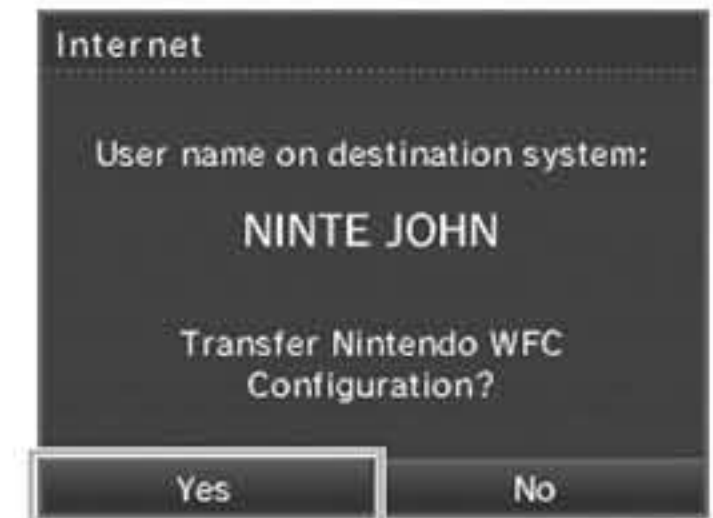 Internet
User name on destination system:
NINTE JOHN
Transfer Nintendo WFC
Configuration?
Yes No